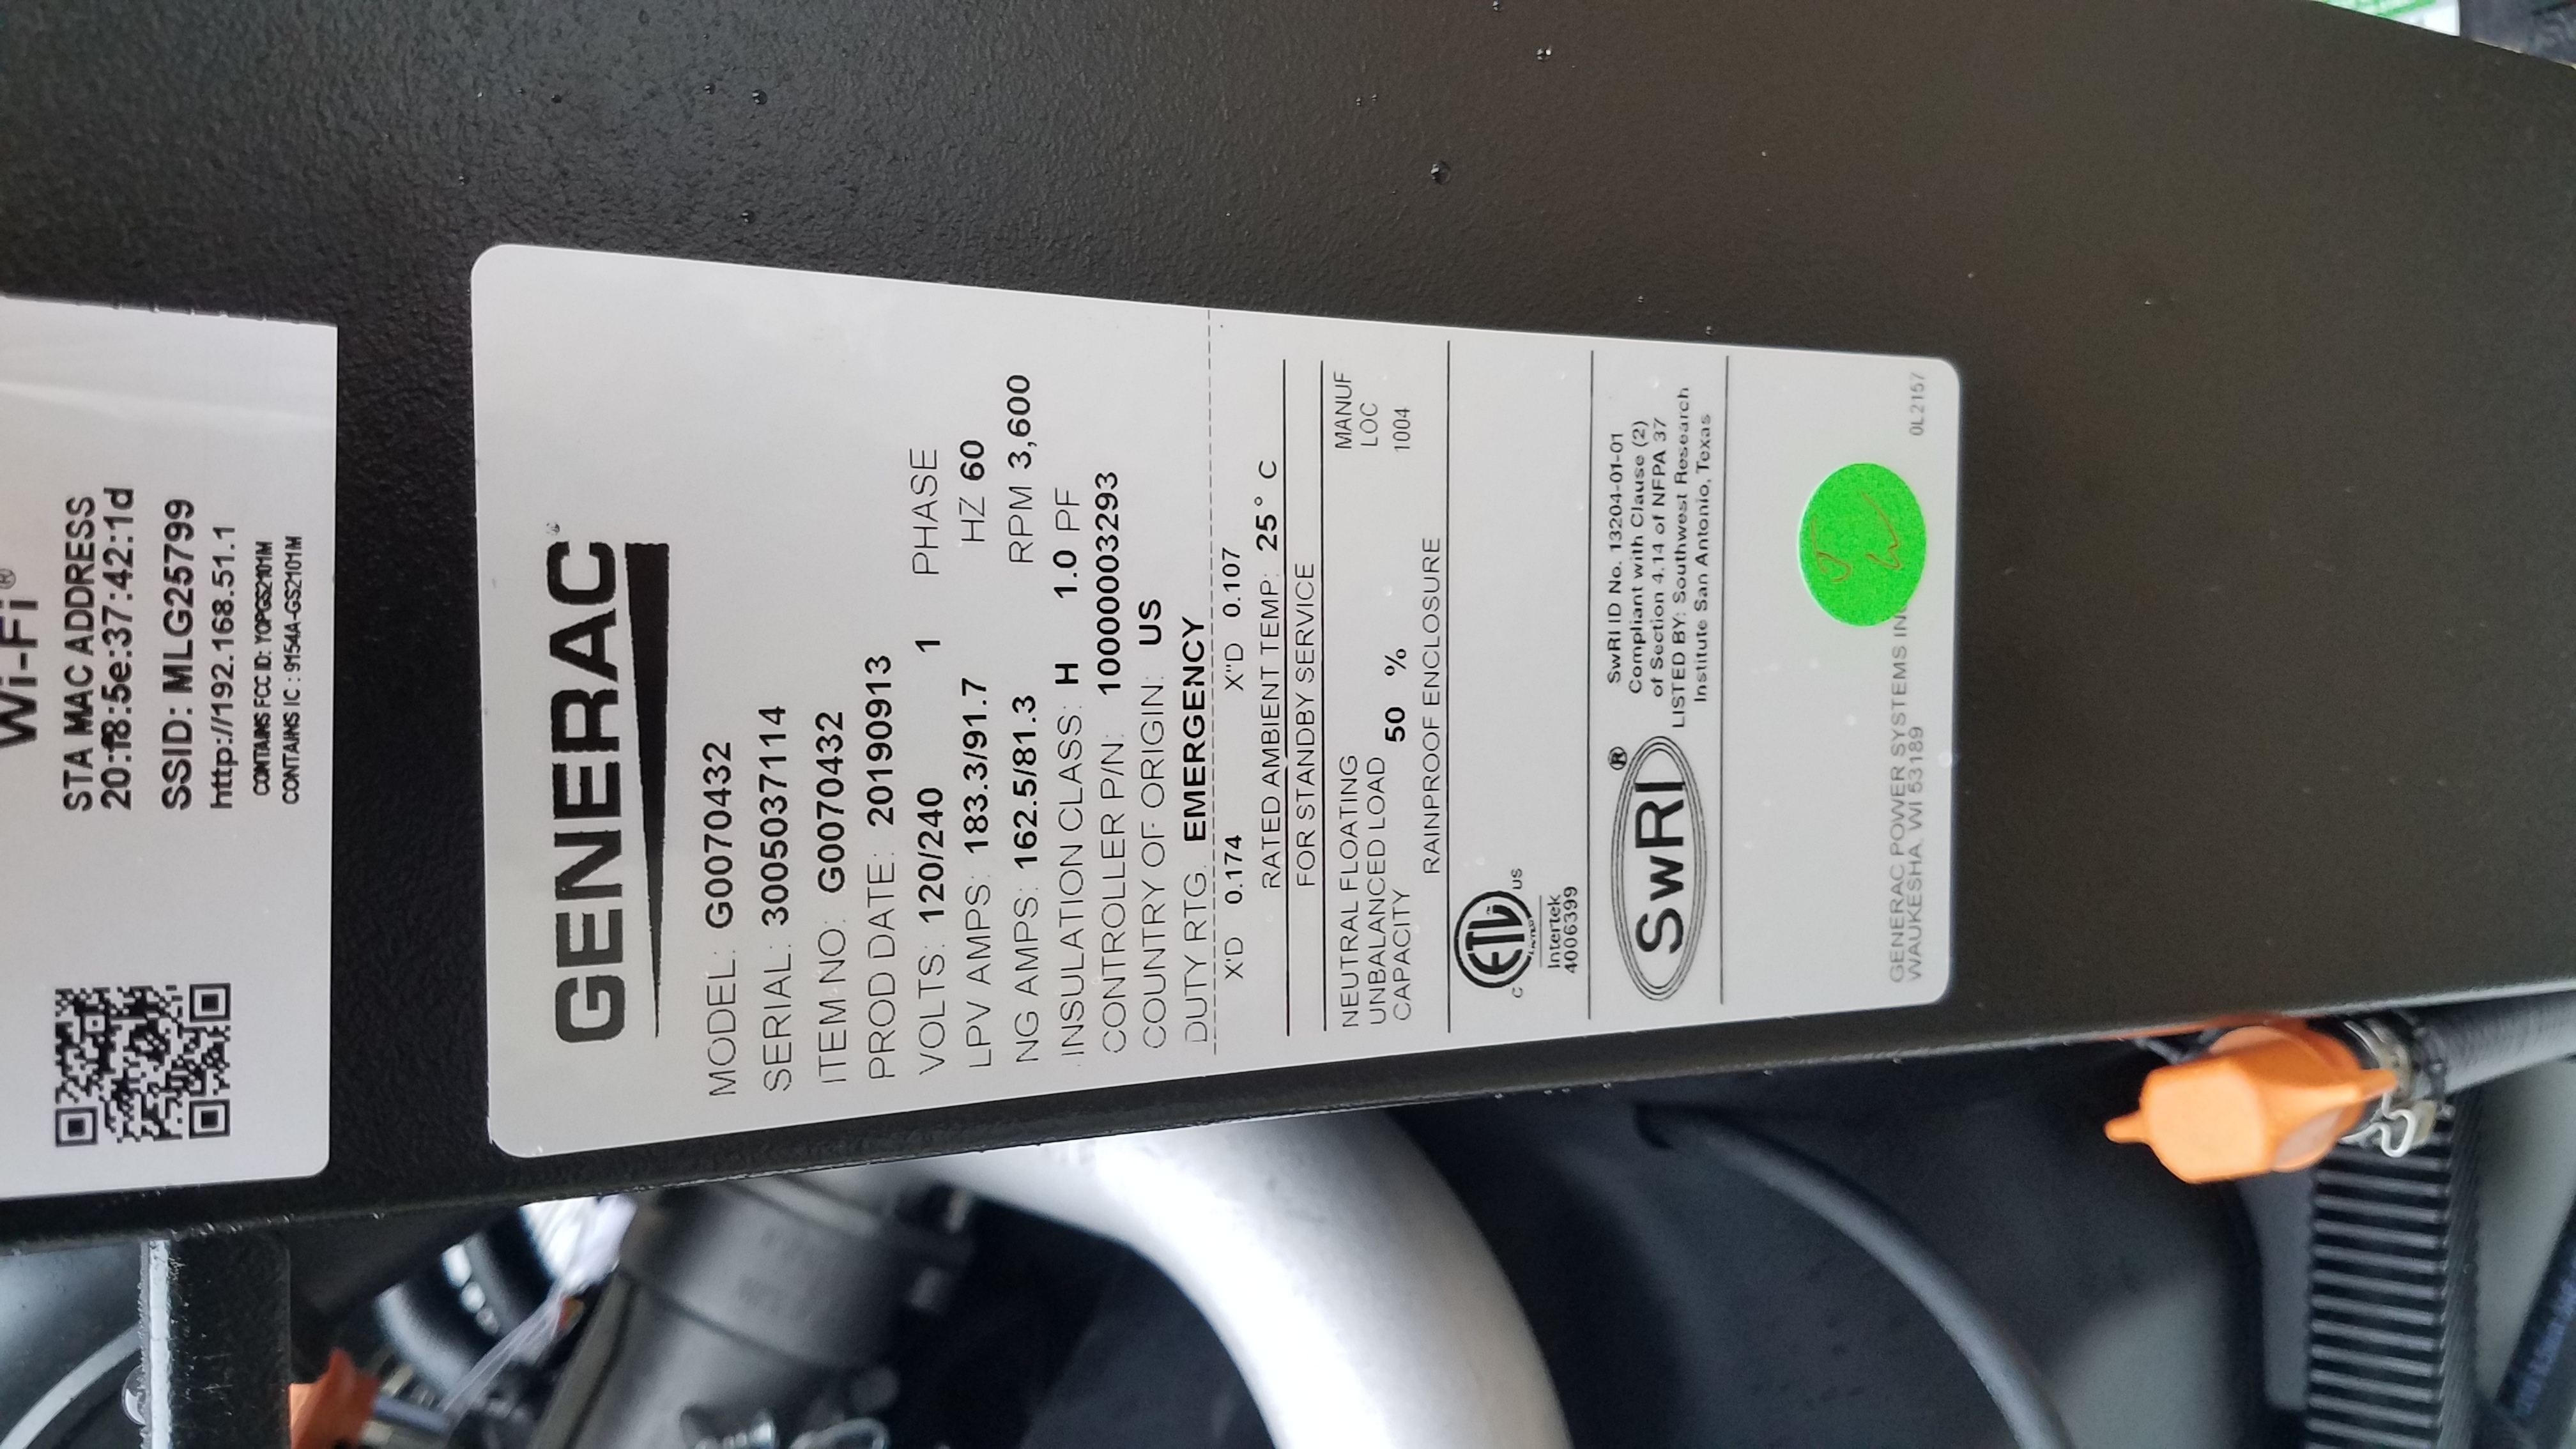 Wi-Fi®
STA MAC ADDRESS
20:f8:5e:37:42:1d
SSID: MLG25799
http://192.168.51.1
CONTAINS FCC ID: YOPGS2101M
CONTAINS IC : 9154A-GS2101M
GENERAC®
MODEL: G0070432
SERIAL: 3005037114
ITEM NO: G0070432
PROD DATE: 20190913
VOLTS: 120/240 1 PHASE
LPV AMPS: 183.3/91.7 HZ 60
NG AMPS: 162.5/81.3 RPM 3,600
INSULATION CLASS: H 1.0 PF
CONTROLLER P/N: 10000003293
COUNTRY OF ORIGIN: US
DUTY RTG. EMERGENCY
X'D 0.174 X"D 0.107
RATED AMBIENT TEMP: 25° C
FOR STANDBY SERVICE
NEUTRAL FLOATING
UNBALANCED LOAD
CAPACITY 50 %
MANUF
LOC
1004
RAINPROOF ENCLOSURE
C ETL US
LISTED
Intertek
4006399
SwRI®
SwRI ID No. 13204-01-01
Compliant with Clause (2)
of Section 4.14 of NFPA 37
LISTED BY: Southwest Research
Institute San Antonio, Texas
J
W
GENERAC POWER SYSTEMS IN
WAUKESHA, WI 53189
0L2157